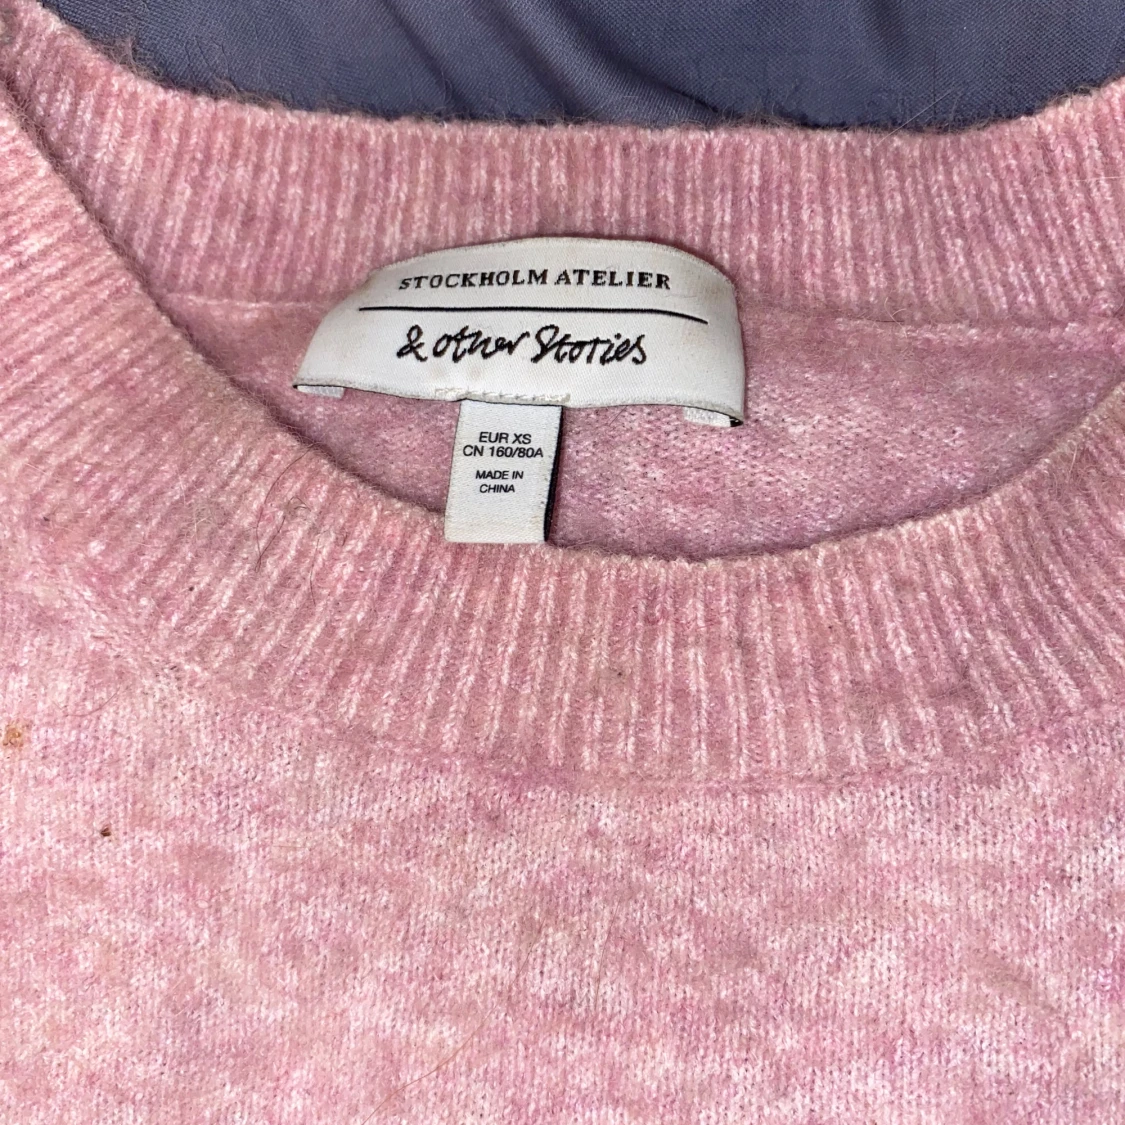 STOCKHOLM ATELIER
& other Stories
EUR XS
CN 160/80A
MADE IN
CHINA